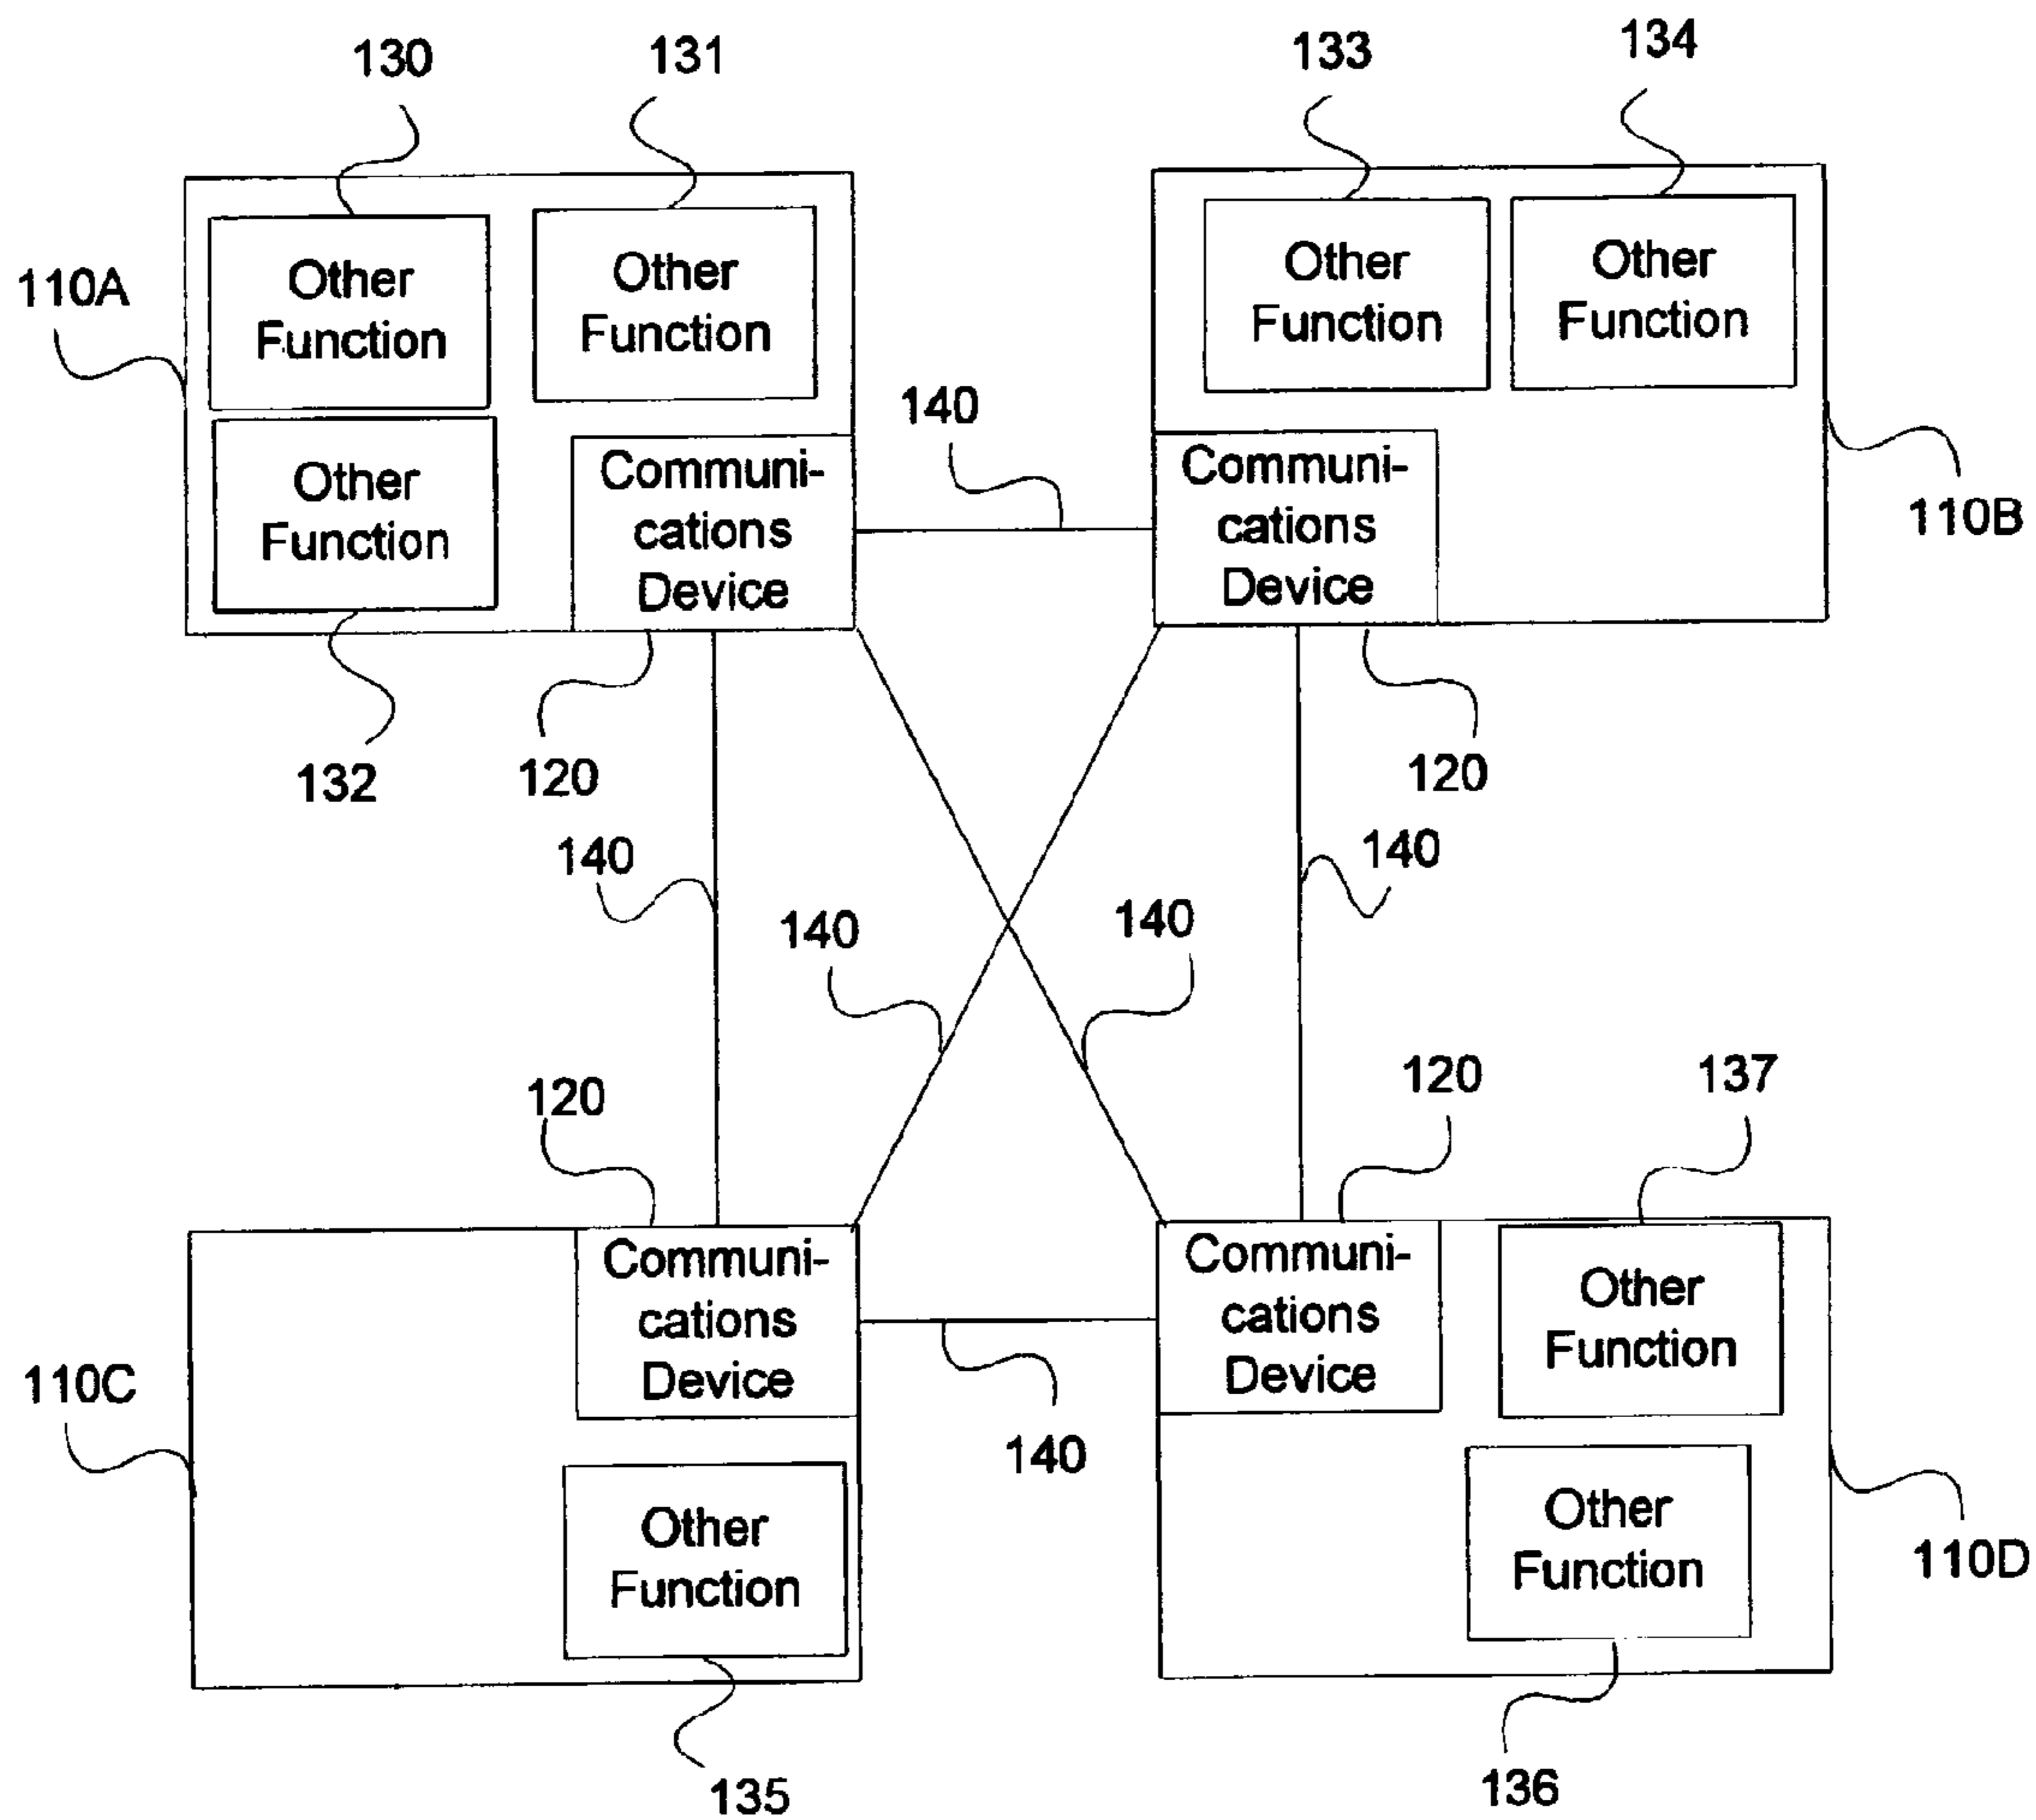 130
131
133
134
110A
Other
Function
Other
Function
Other
Function
Other
Function
Other
Function
Communi-
cations
Device
140
Communi-
cations
Device
110B
132
120
120
140
140
140
140
120
120
137
Communi-
cations
Device
Communi-
cations
Device
Other
Function
110C
140
Other
Function
Other
Function
110D
135
136